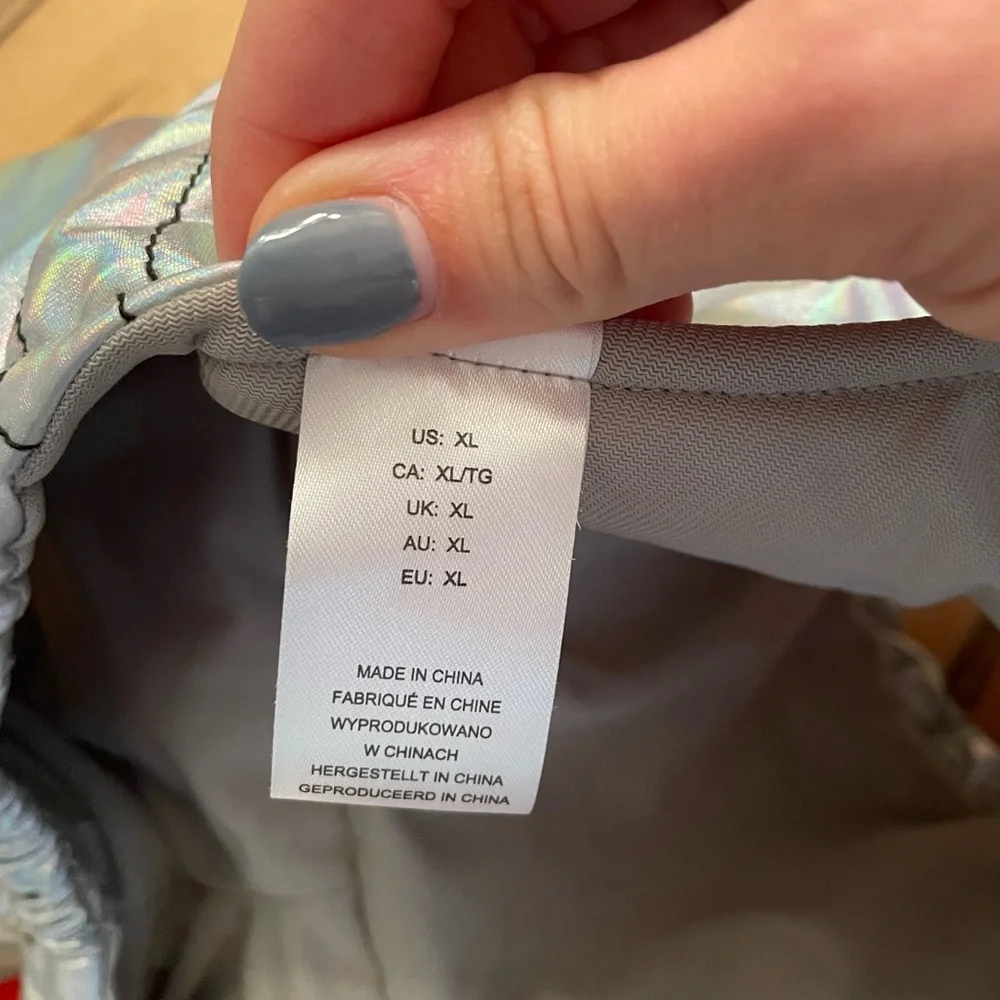 US: XL
CA: XL/TG
UK: XL
AU: XL
EU: XL
MADE IN CHINA
FABRIQUÉ EN CHINE
WYPRODUKOWANO
W CHINACH
HERGESTELLT IN CHINA
GEPRODUCEERD IN CHINA